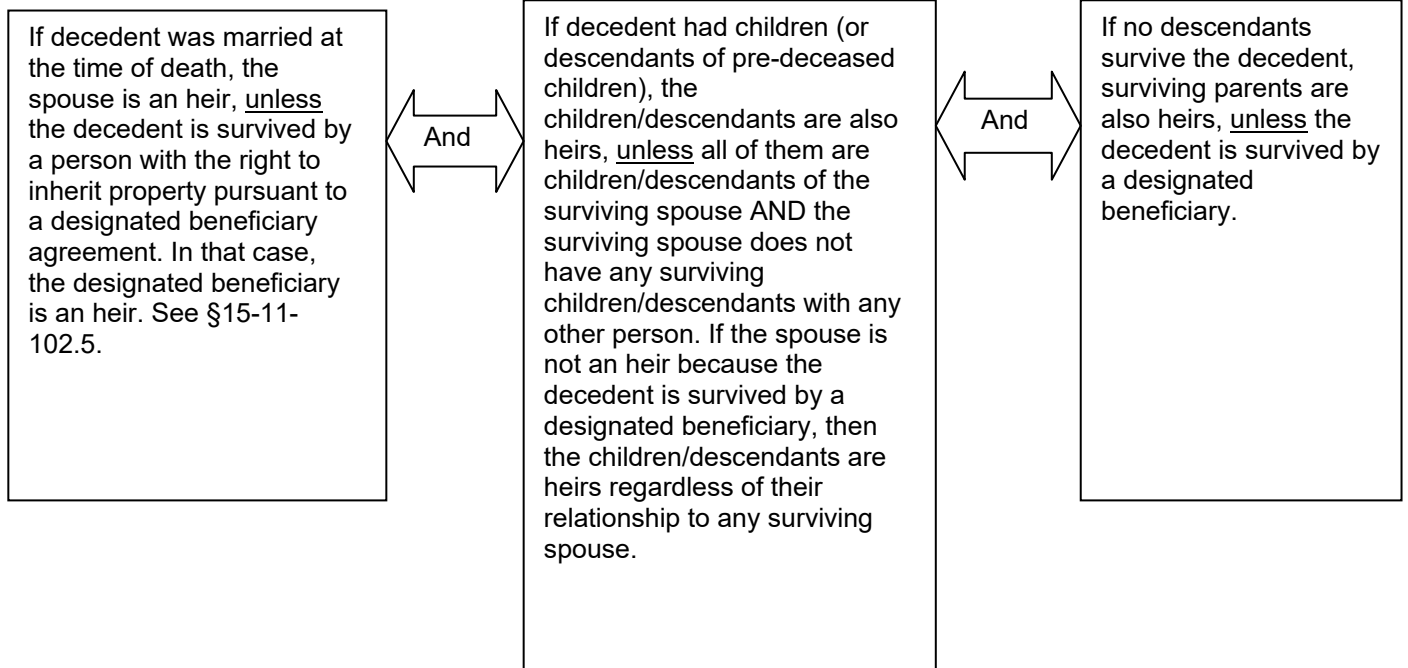 If decedent was married at
the time of death, the
spouse is an heir, unless
the decedent is survived by
a person with the right to
inherit property pursuant to
a designated beneficiary
agreement. In that case,
the designated beneficiary
is an heir. See §15-11-
102.5.
And
If decedent had children (or
descendants of pre-deceased
children), the
children/descendants are also
heirs, unless all of them are
children/descendants of the
surviving spouse AND the
surviving spouse does not
have any surviving
children/descendants with any
other person. If the spouse is
not an heir because the
decedent is survived by a
designated beneficiary, then
the children/descendants are
heirs regardless of their
relationship to any surviving
spouse.
And
If no descendants
survive the decedent,
surviving parents are
also heirs, unless the
decedent is survived by
a designated
beneficiary.